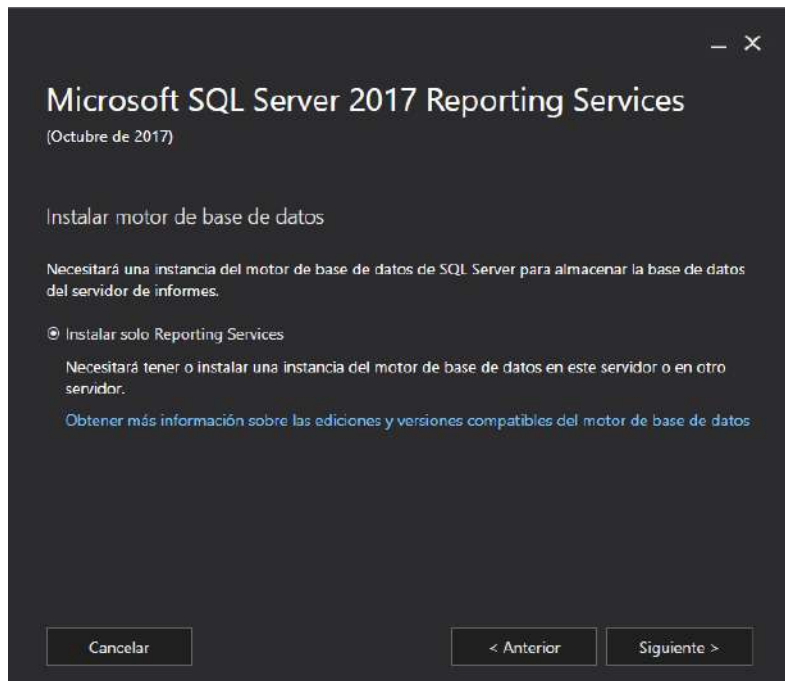 Microsoft SQL Server 2017 Reporting Services
(Octubre de 2017)
Instalar motor de base de datos
Necesitará una instancia del motor de base de datos de SQL Server para almacenar la base de datos
del servidor de informes.
Instalar solo Reporting Services
Necesitará tener o instalar una instancia del motor de base de datos en este servidor o en otro
servidor.
Obtener más información sobre las ediciones y versiones compatibles del motor de base de datos
Cancelar
< Anterior
Siguiente >